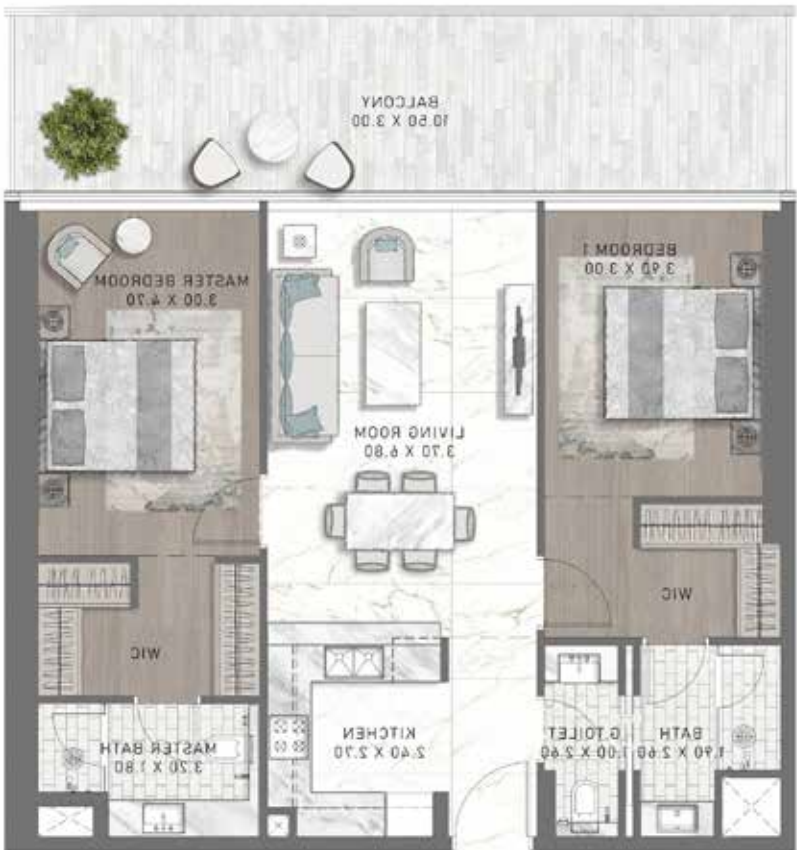 BALCONY
10.50 X 3.00
MASTER BEDROOM
3.00 X 4.70
BEDROOM 1
3.90 X 3.00
LIVING ROOM
3.70 X 6.80
WIC
WIC
MASTER BATH
3.20 X 1.80
KITCHEN
2.40 X 2.70
G.TOILET
1.00 X 2.60
BATH
1.90 X 2.60